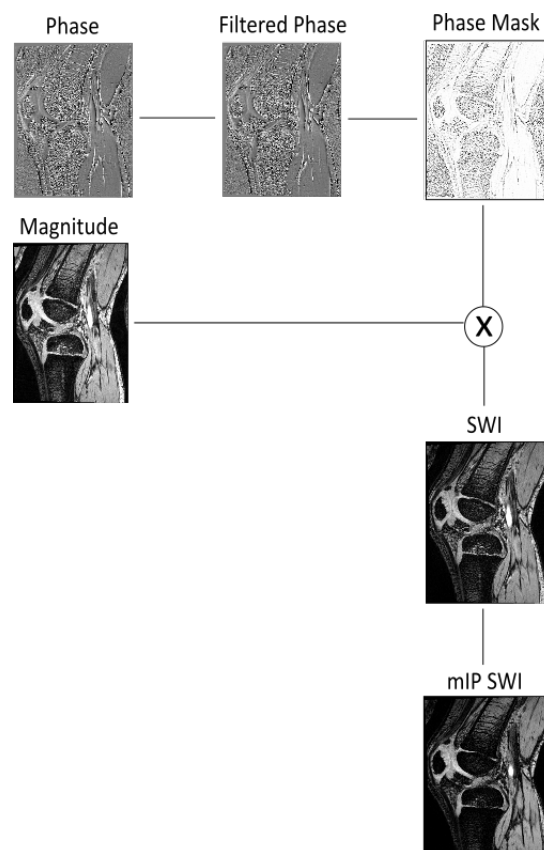 Phase
Filtered Phase
Phase Mask
Magnitude
X
SWI
mIP SWI